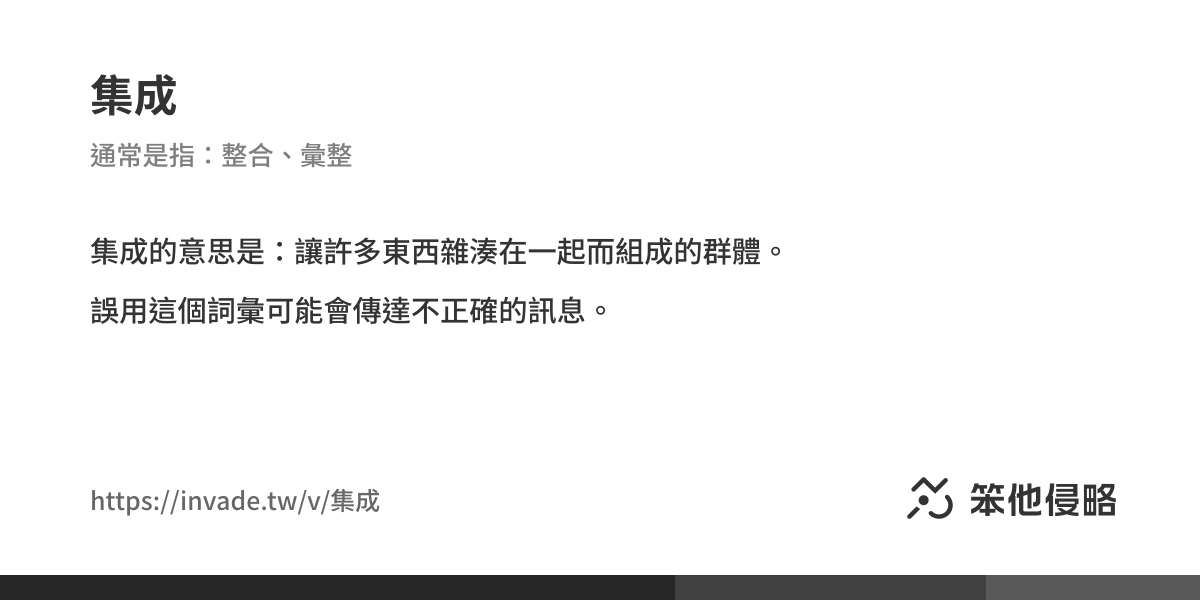 集成
通常是指：整合、彙整
集成的意思是：讓許多東西雜湊在一起而組成的群體。
誤用這個詞彙可能會傳達不正確的訊息。
https://invade.tw/v/集成
笨他侵略